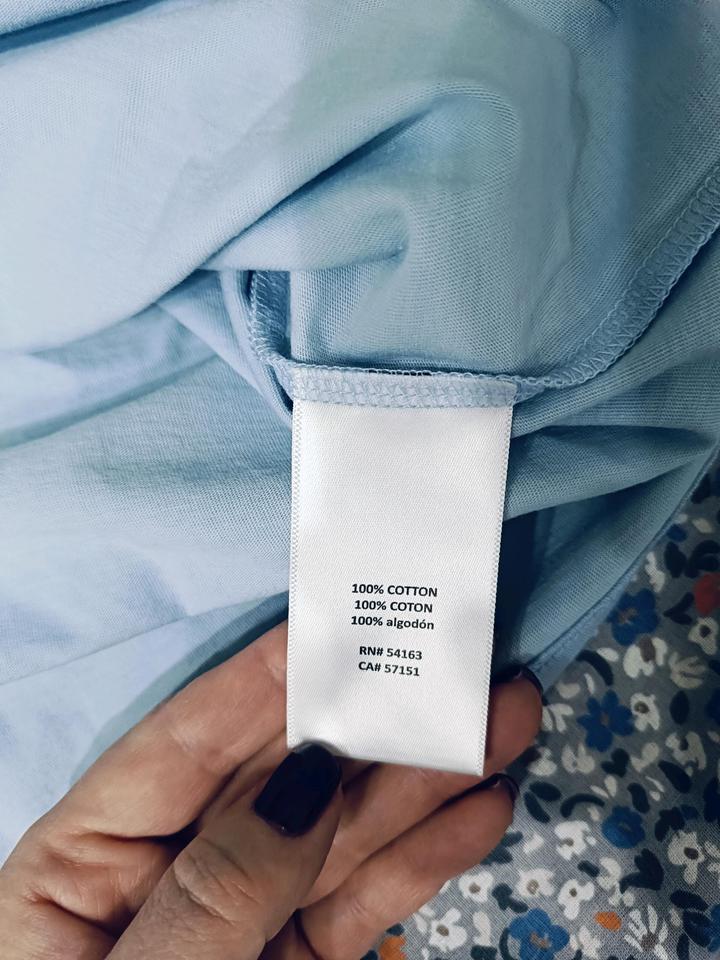 100% COTTON
100% COTON
100% algodón
RN# 54163
CA# 57151